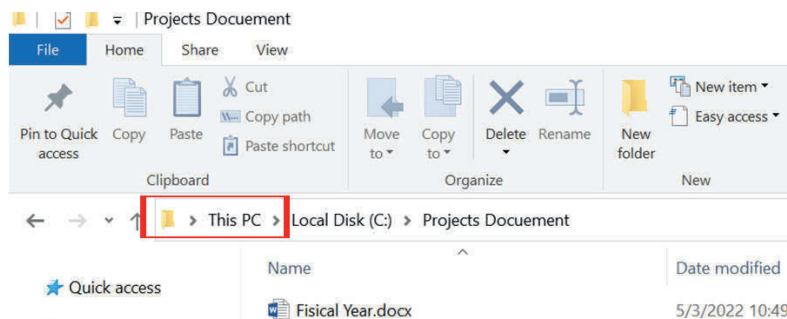 Projects Docuement
File Home Share View
Pin to Quick access
Copy
Paste
Cut
Copy path
Paste shortcut
Clipboard
Move to
Copy to
Delete
Rename
Organize
New folder
New item
Easy access
New
This PC > Local Disk (C:) > Projects Docuement
Quick access
Name Date modified
Fisical Year.docx 5/3/2022 10:49